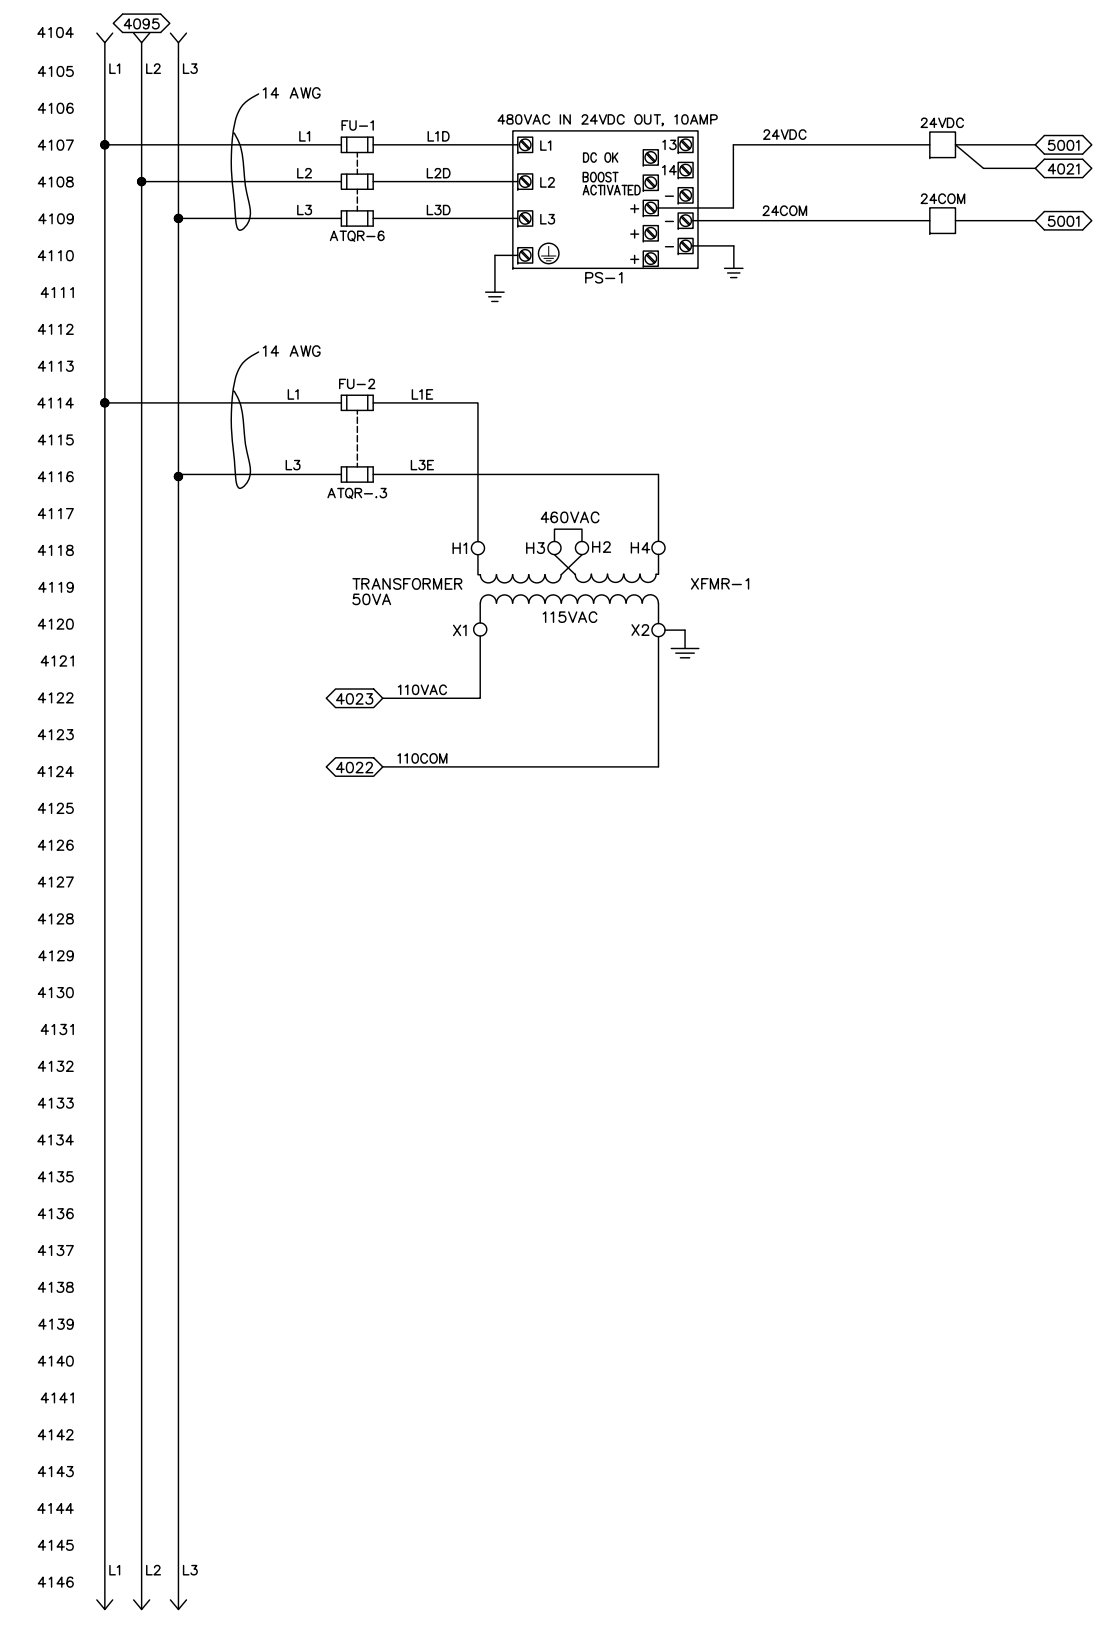 4104
4095
4105
L1
L2
L3
4106
14 AWG
4107
L1
FU-1
L1D
480VAC IN 24VDC OUT, 10AMP
L1
DC OK
13
24VDC
24VDC
5001
4108
L2
L2D
L2
BOOST
ACTIVATED
14
-
4021
4109
L3
L3D
L3
+
-
24COM
24COM
5001
ATQR-6
+
4110
-
+
PS-1
4111
4112
4113
14 AWG
4114
L1
FU-2
L1E
4115
4116
L3
L3E
ATQR-.3
4117
460VAC
4118
H1
H3
H2
H4
4119
TRANSFORMER
50VA
XFMR-1
4120
115VAC
X1
X2
4121
4122
4023
110VAC
4123
4124
4022
110COM
4125
4126
4127
4128
4129
4130
4131
4132
4133
4134
4135
4136
4137
4138
4139
4140
4141
4142
4143
4144
4145
L1
L2
L3
4146